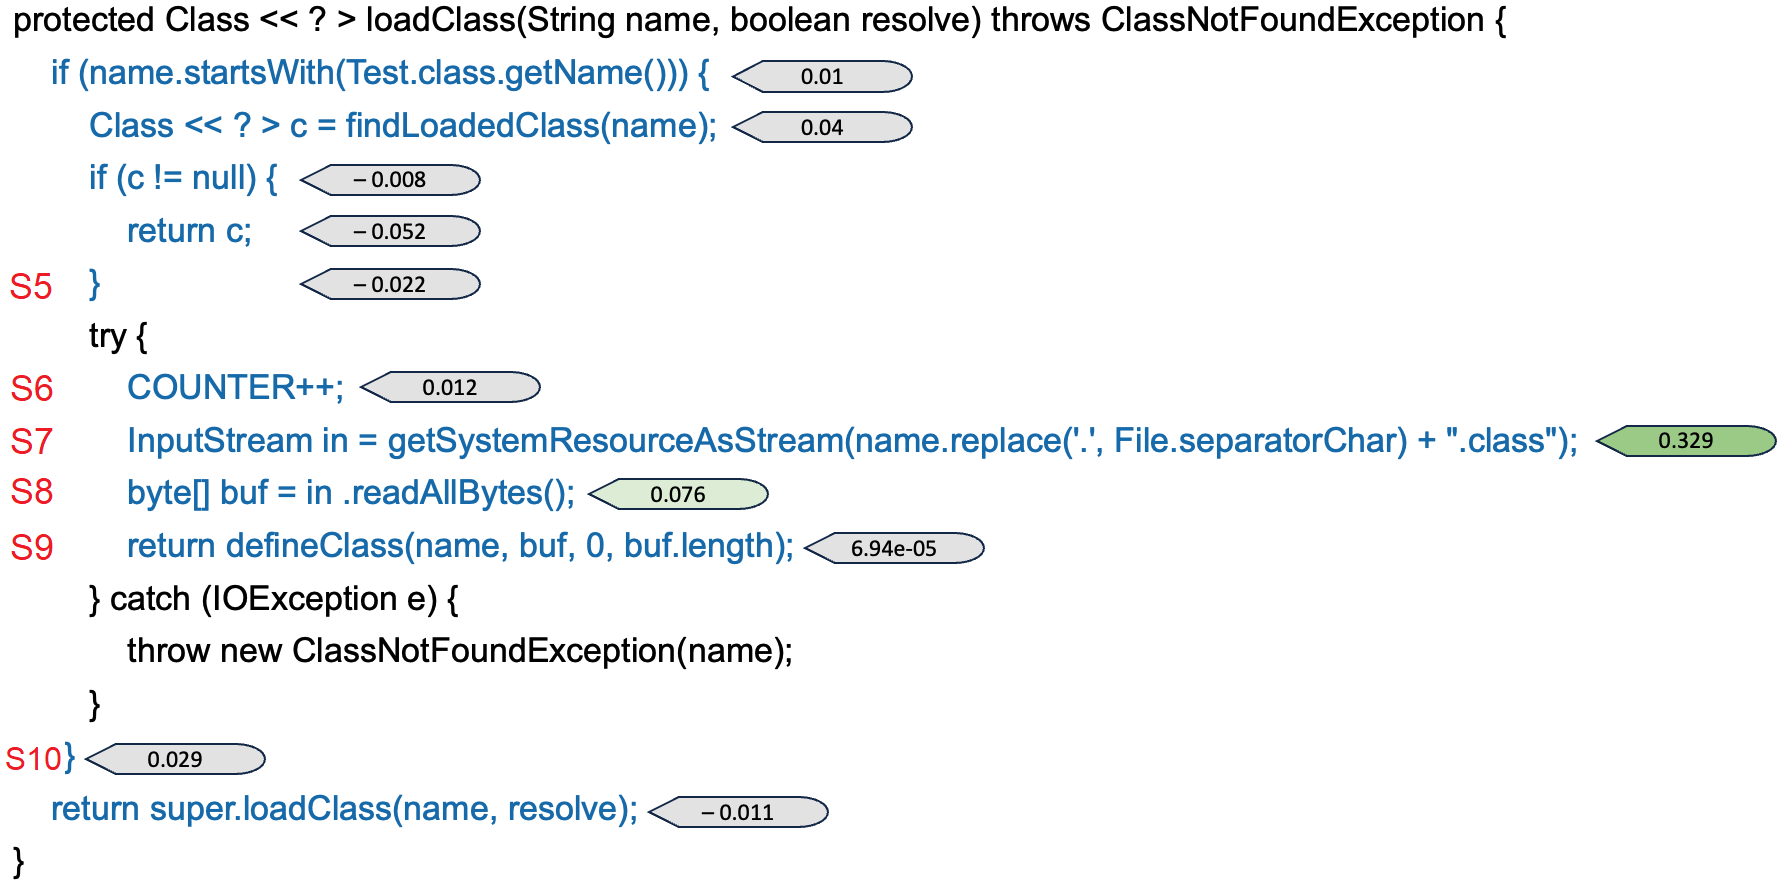 protected Class << ? > loadClass(String name, boolean resolve) throws ClassNotFoundException {
if (name.startsWith(Test.class.getName())) { 0.01
Class << ? > c = findLoadedClass(name); 0.04
if (c != null) { – 0.008
return c; – 0.052
S5 } – 0.022
try {
S6 COUNTER++; 0.012
S7 InputStream in = getSystemResourceAsStream(name.replace('.', File.separatorChar) + ".class"); 0.329
S8 byte[] buf = in .readAllBytes(); 0.076
S9 return defineClass(name, buf, 0, buf.length); 6.94e-05
} catch (IOException e) {
throw new ClassNotFoundException(name);
}
S10 } 0.029
return super.loadClass(name, resolve); – 0.011
}